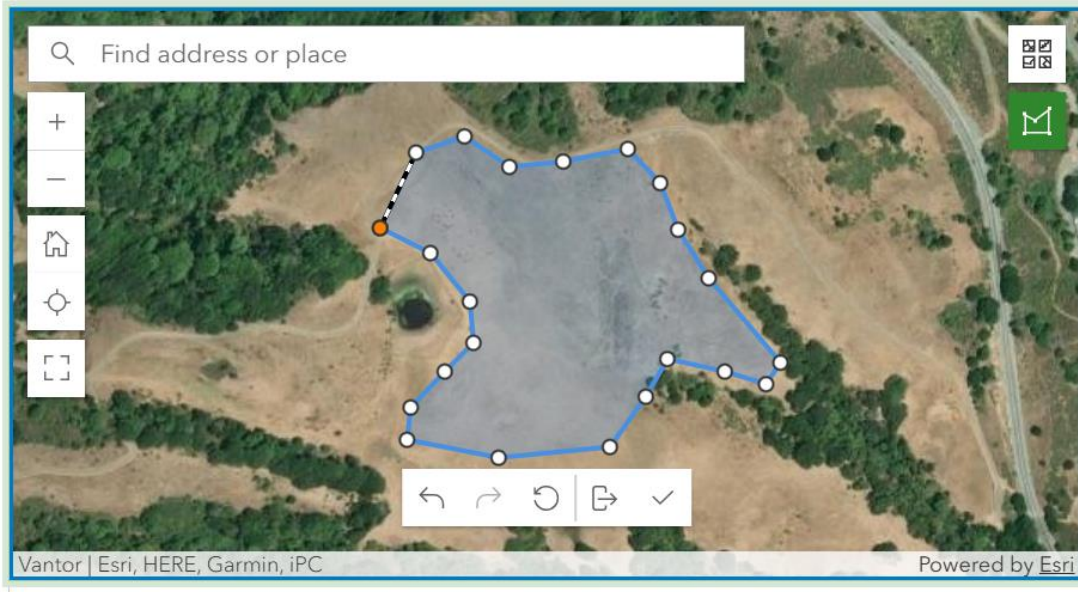 Find address or place
Vantor | Esri, HERE, Garmin, iPC
Powered by Esri